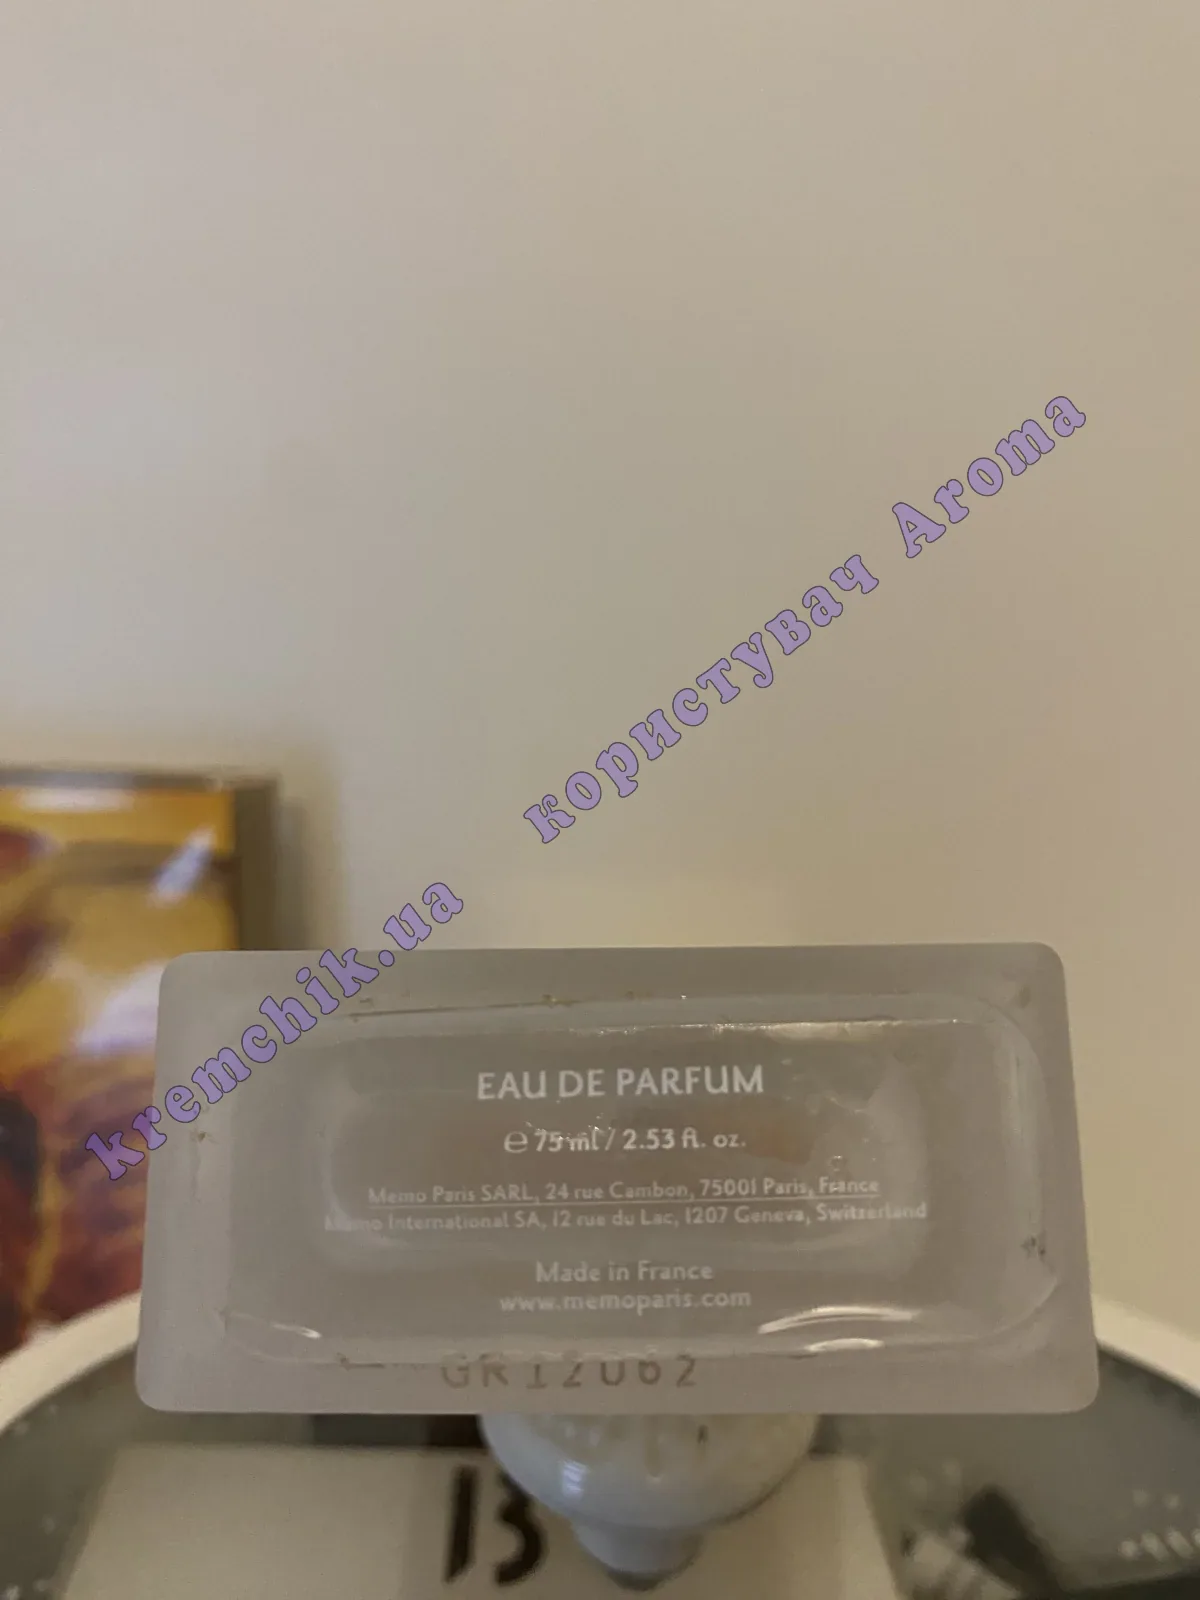 користувач Aroma
kremchik.ua
EAU DE PARFUM
℮ 75 ml / 2.53 fl. oz.
Memo Paris SARL, 24 rue Cambon, 75001 Paris, France
Memo International SA, 12 rue du Lac, 1207 Geneva, Switzerland
Made in France
www.memoparis.com
GR12062
13